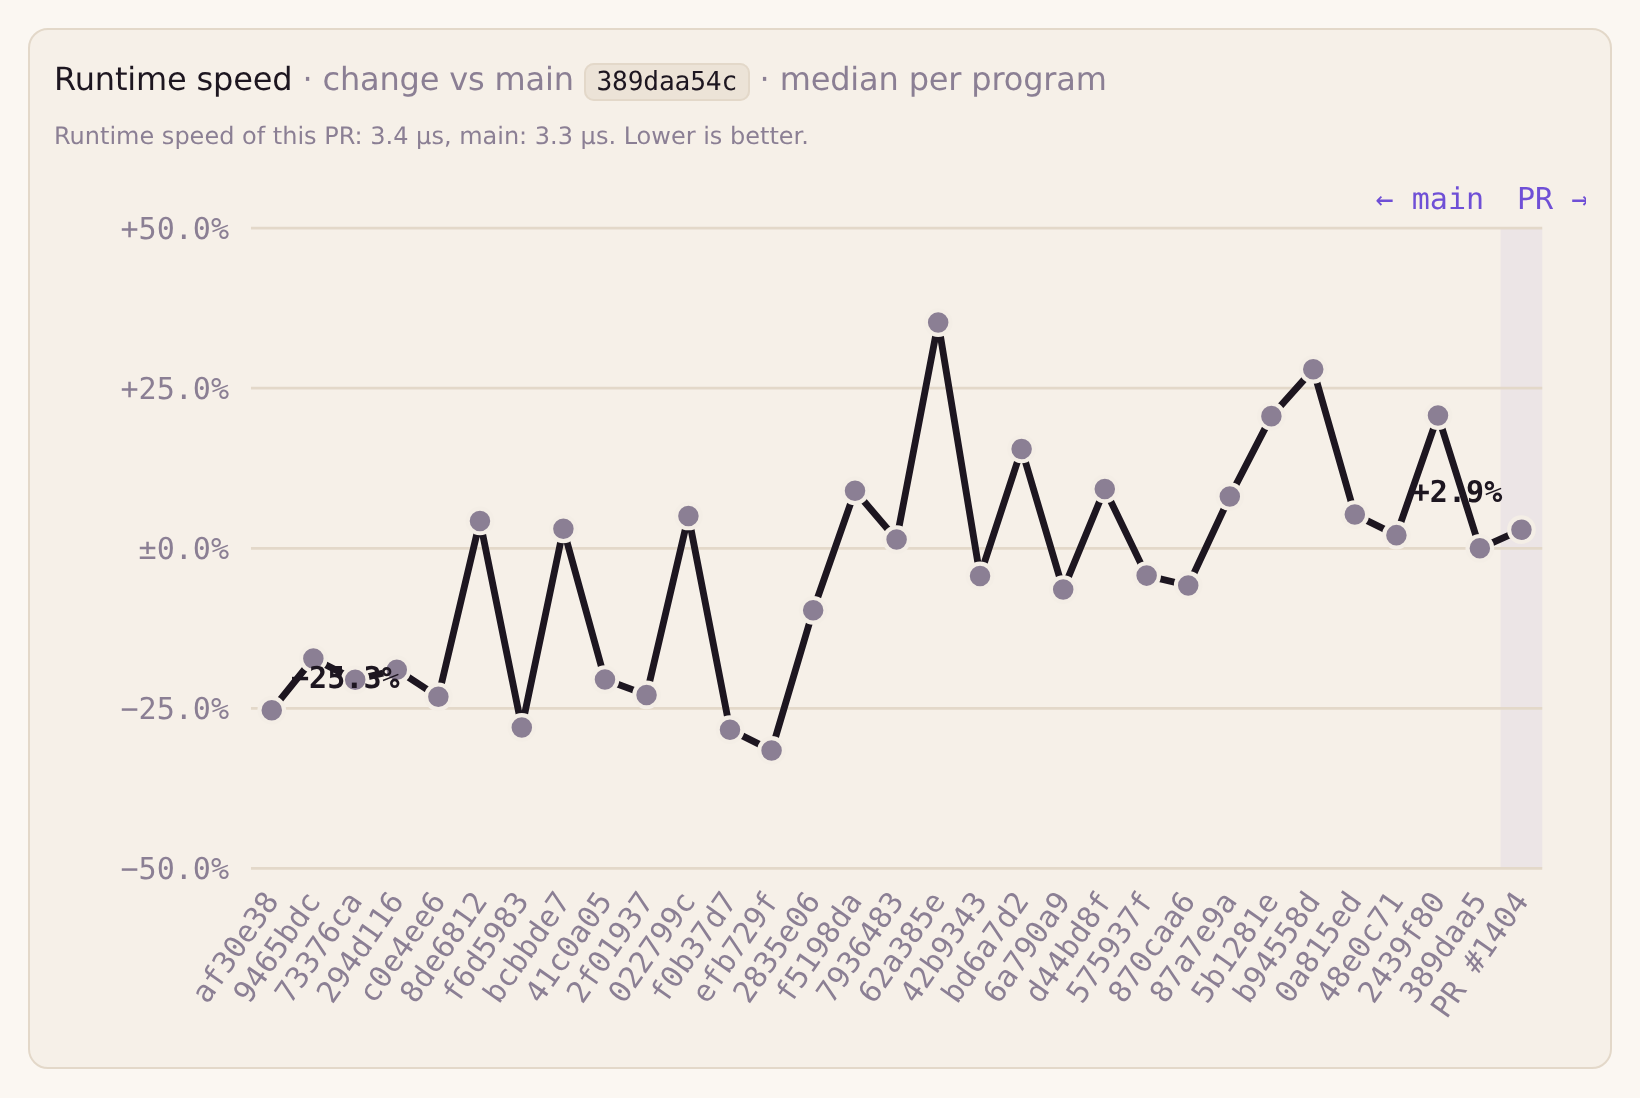 Runtime speed · change vs main 389daa54c · median per program
Runtime speed of this PR: 3.4 µs, main: 3.3 µs. Lower is better.
← main PR →
+50.0%
+25.0%
±0.0%
−25.0%
−50.0%
−25.3%
+2.9%
af30e38
9465bdc
73376ca
294d116
c0e4ee6
8de6812
f6d5983
bcbbde7
41c0a05
2f01937
022799c
f0b37d7
efb729f
2835e06
f5198da
7936483
62a385e
42b9343
bd6a7d2
6a790a9
d44bd8f
575937f
870caa6
87a7e9a
5b1281e
b94558d
0a815ed
48e0c71
2439f80
389daa5
PR #1404